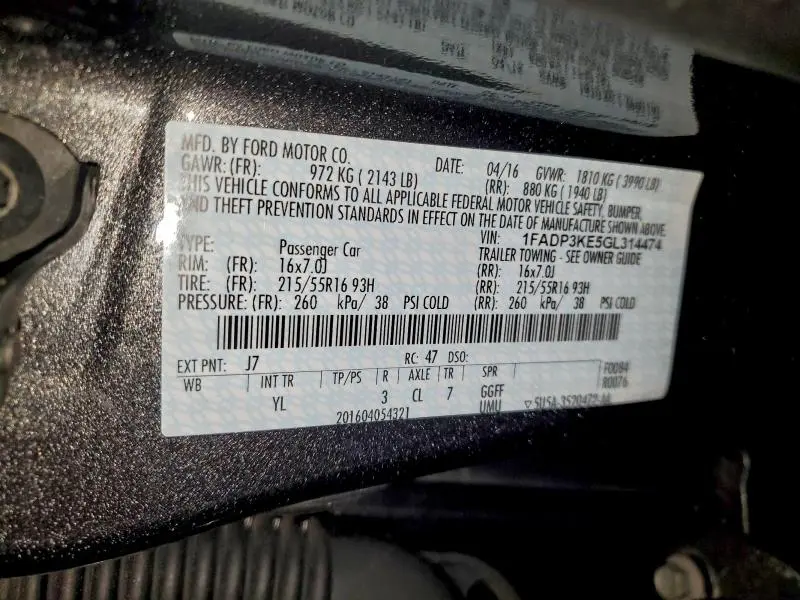 MFD. BY FORD MOTOR CO. DATE: 04/16 GVWR: 1810 KG ( 3990 LB)
GAWR: (FR): 972 KG ( 2143 LB) (RR): 880 KG ( 1940 LB)
THIS VEHICLE CONFORMS TO ALL APPLICABLE FEDERAL MOTOR VEHICLE SAFETY, BUMPER,
AND THEFT PREVENTION STANDARDS IN EFFECT ON THE DATE OF MANUFACTURE SHOWN ABOVE.
VIN: 1FADP3KE5GL314474
TYPE: Passenger Car TRAILER TOWING - SEE OWNER GUIDE
RIM: (FR): 16x7.0J (RR): 16x7.0J
TIRE: (FR): 215/55R16 93H (RR): 215/55R16 93H
PRESSURE: (FR): 260 kPa/ 38 PSI COLD (RR): 260 kPa/ 38 PSI COLD
EXT PNT: J7 RC: 47 DSO: F0084
WB INT TR TP/PS R AXLE TR SPR R0076
YL 3 CL 7 GGFF
201604054321 UMU ▽